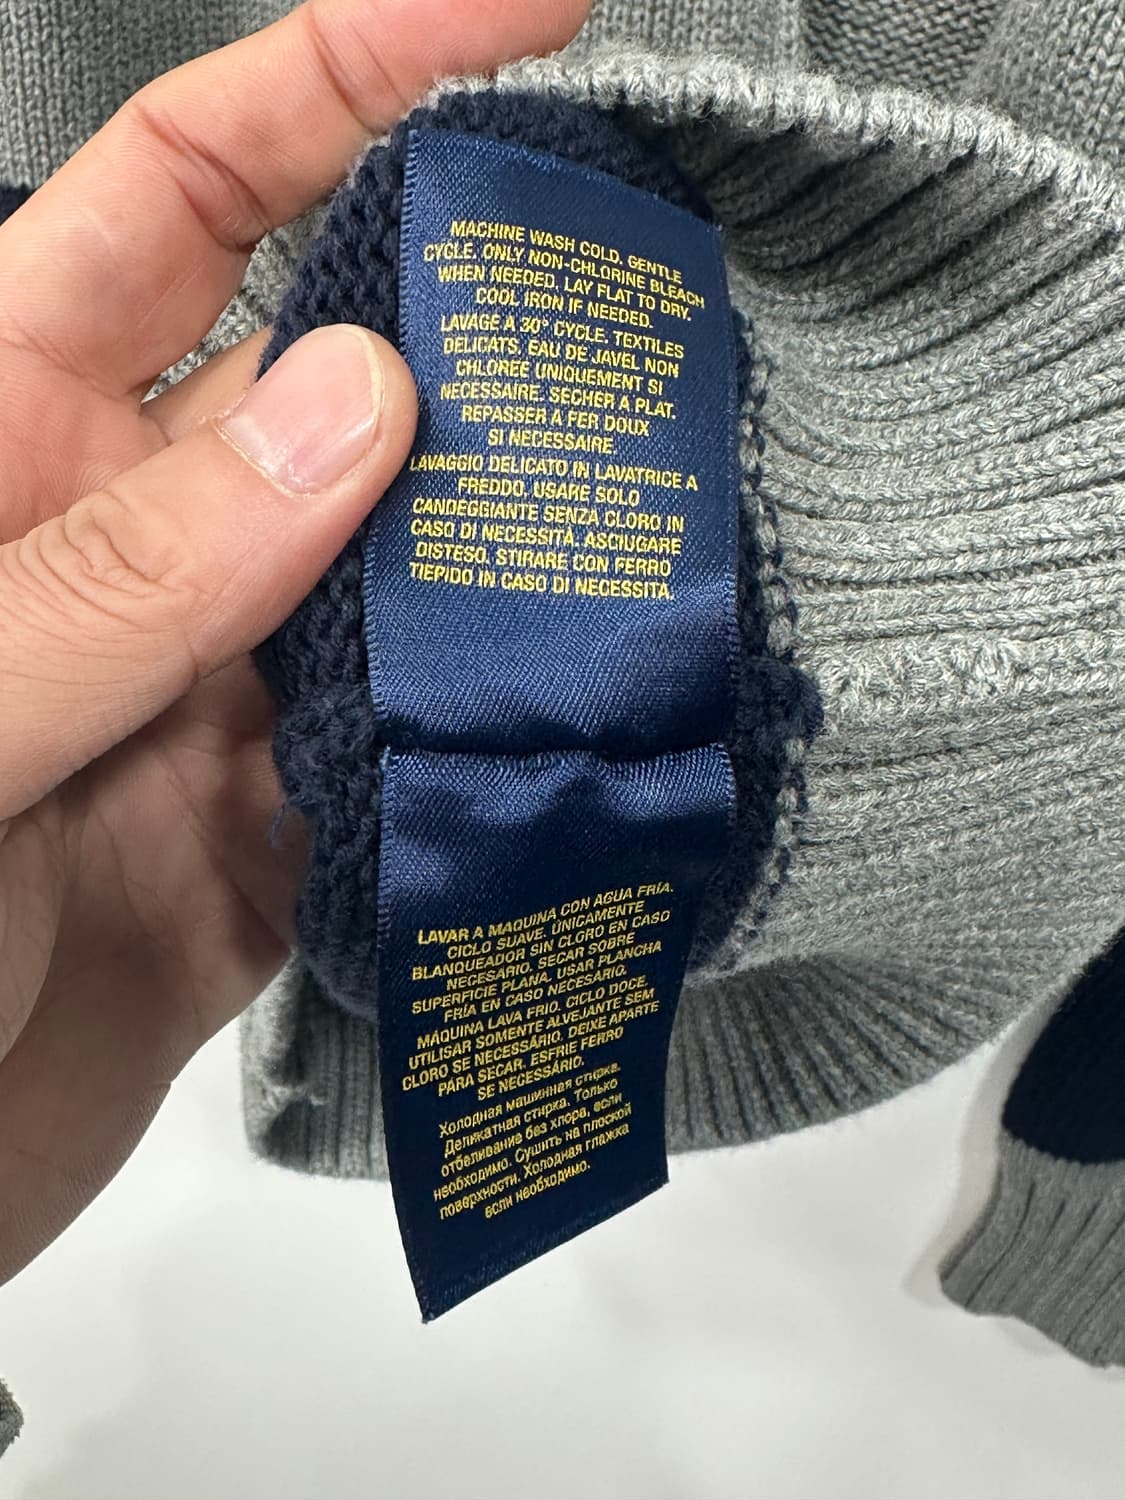 MACHINE WASH COLD. GENTLE
CYCLE. ONLY NON-CHLORINE BLEACH
WHEN NEEDED. LAY FLAT TO DRY.
COOL IRON IF NEEDED.
LAVAGE A 30° CYCLE. TEXTILES
DELICATS. EAU DE JAVEL NON
CHLOREE UNIQUEMENT SI
NECESSAIRE. SECHER A PLAT.
REPASSER A FER DOUX
SI NECESSAIRE.
LAVAGGIO DELICATO IN LAVATRICE A
FREDDO. USARE SOLO
CANDEGGIANTE SENZA CLORO IN
CASO DI NECESSITÀ. ASCIUGARE
DISTESO. STIRARE CON FERRO
TIEPIDO IN CASO DI NECESSITÀ.
LAVAR A MAQUINA CON AGUA FRÍA.
CICLO SUAVE. ÚNICAMENTE
BLANQUEADOR SIN CLORO EN CASO
NECESARIO. SECAR SOBRE
SUPERFICIE PLANA. USAR PLANCHA
FRÍA EN CASO NECESÁRIO.
MÁQUINA LAVA FRIO. CICLO DOCE.
UTILISAR SOMENTE ALVEJANTE SEM
CLORO SE NECESSÁRIO. DEIXE APARTE
PARA SECAR. ESFRIE FERRO
SE NECESSÁRIO.
Холодная машинная стирка.
Деликатная стирка. Только
отбеливание без хлора, если
необходимо. Сушить на плоской
поверхности. Холодная глажка
если необходимо.